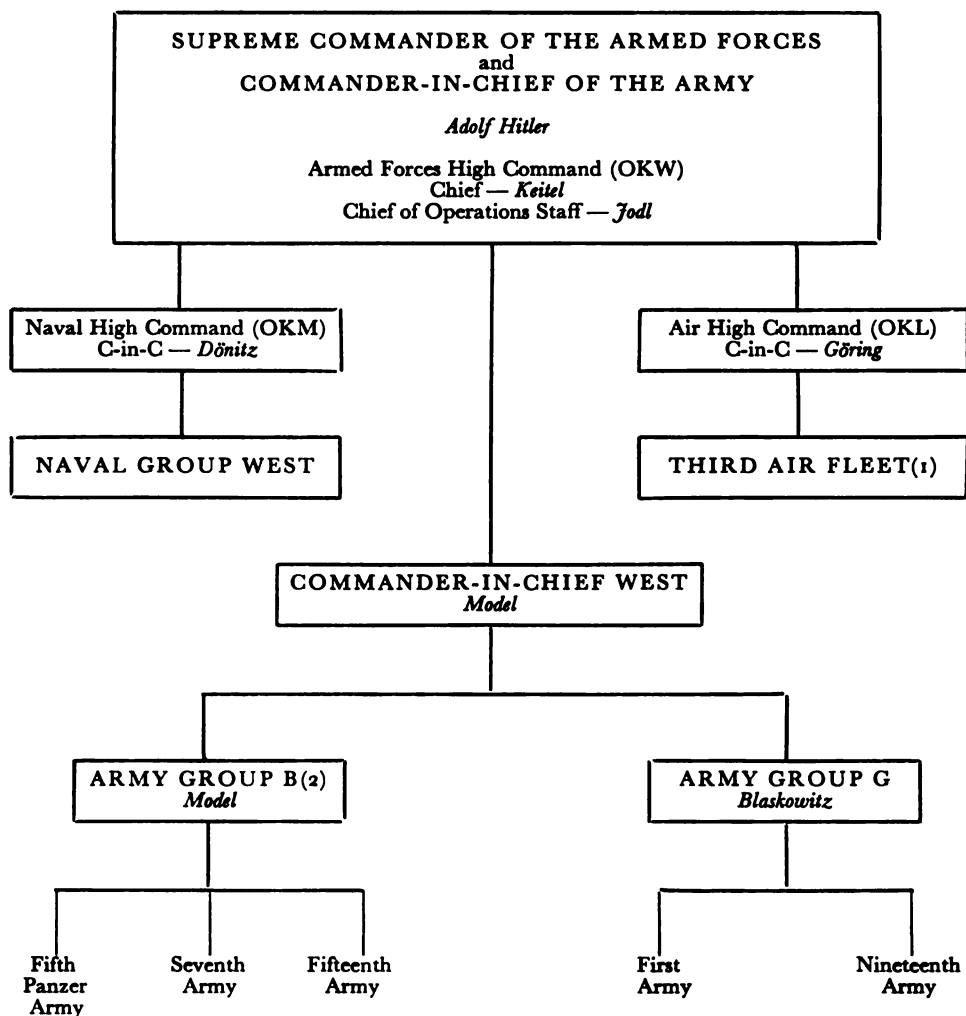 SUPREME COMMANDER OF THE ARMED FORCES
and
COMMANDER-IN-CHIEF OF THE ARMY
Adolf Hitler
Armed Forces High Command (OKW)
Chief — Keitel
Chief of Operations Staff — Jodl
Naval High Command (OKM)
C-in-C — Dönitz
Air High Command (OKL)
C-in-C — Göring
NAVAL GROUP WEST
THIRD AIR FLEET(1)
COMMANDER-IN-CHIEF WEST
Model
ARMY GROUP B(2)
Model
ARMY GROUP G
Blaskowitz
Fifth
Panzer
Army
Seventh
Army
Fifteenth
Army
First
Army
Nineteenth
Army